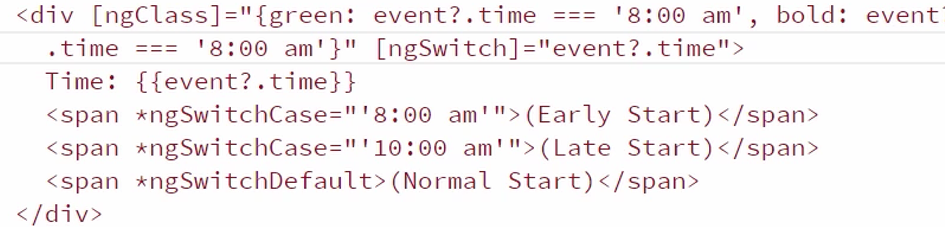 <div [ngClass]="{green: event?.time === '8:00 am', bold: event?
.time === '8:00 am'}" [ngSwitch]="event?.time">
Time: {{event?.time}}
<span *ngSwitchCase="'8:00 am'">(Early Start)</span>
<span *ngSwitchCase="'10:00 am'">(Late Start)</span>
<span *ngSwitchDefault>(Normal Start)</span>
</div>